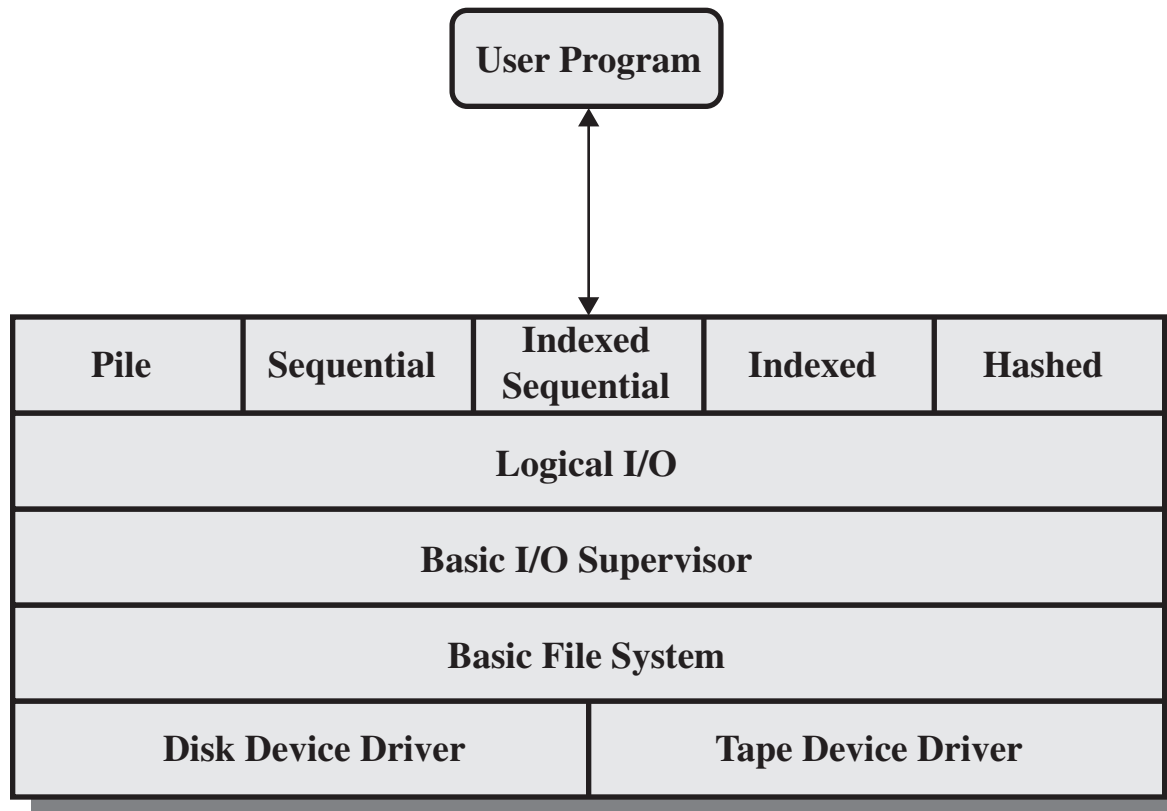 User Program
Pile
Sequential
Indexed
Sequential
Indexed
Hashed
Logical I/O
Basic I/O Supervisor
Basic File System
Disk Device Driver
Tape Device Driver